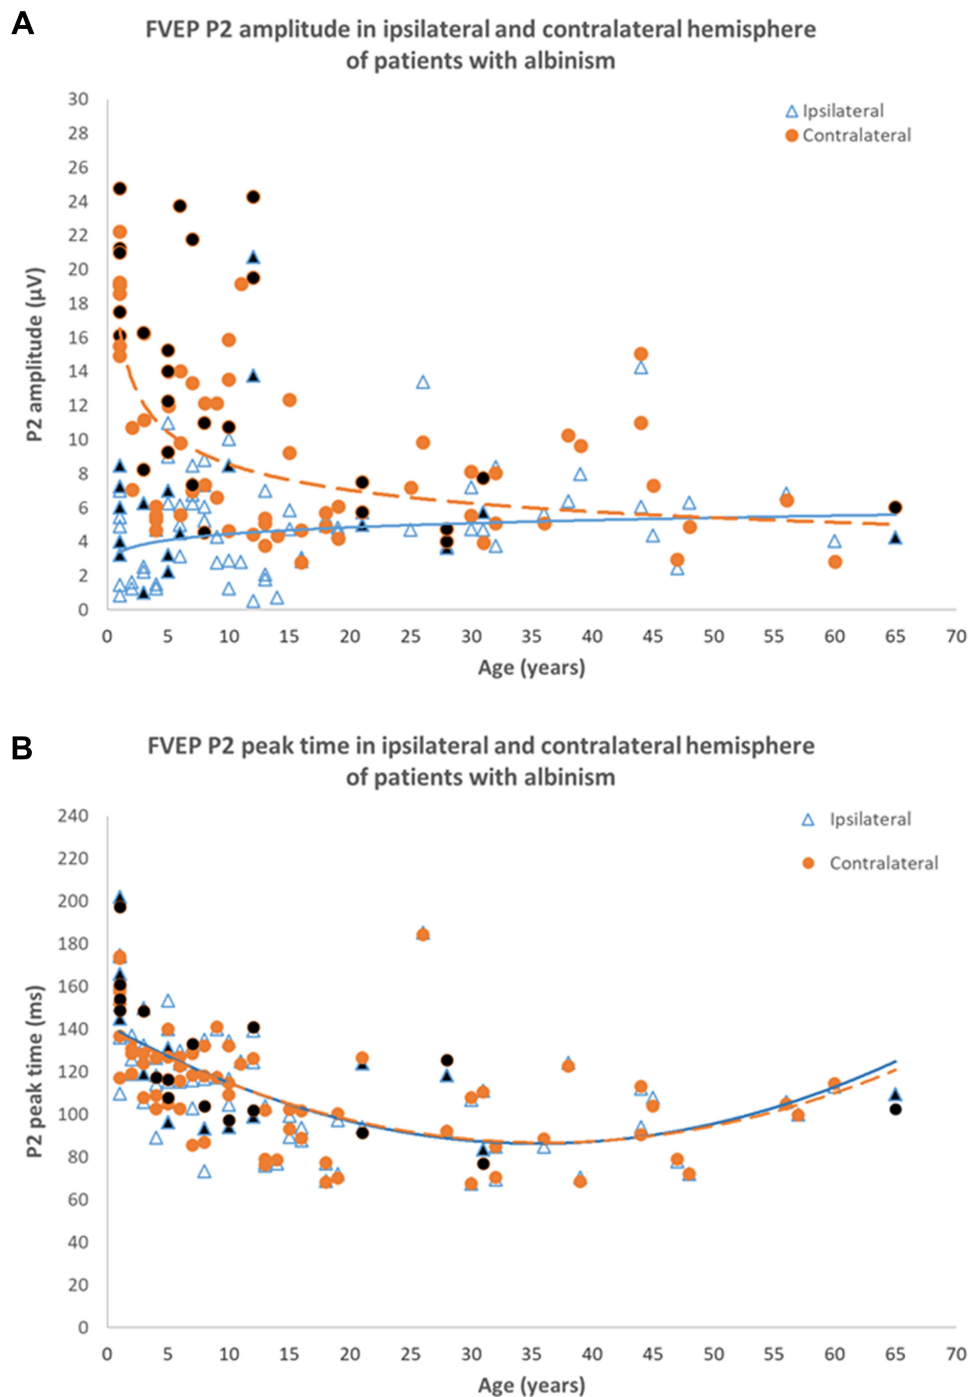 A
FVEP P2 amplitude in ipsilateral and contralateral hemisphere
of patients with albinism
30
28
26
24
22
20
18
16
14
12
10
8
6
4
2
0
P2 amplitude (μV)
Ipsilateral
Contralateral
0 5 10 15 20 25 30 35 40 45 50 55 60 65 70
Age (years)
B
FVEP P2 peak time in ipsilateral and contralateral hemisphere
of patients with albinism
240
220
200
180
160
140
120
100
80
60
40
20
0
P2 peak time (ms)
Ipsilateral
Contralateral
0 5 10 15 20 25 30 35 40 45 50 55 60 65 70
Age (years)